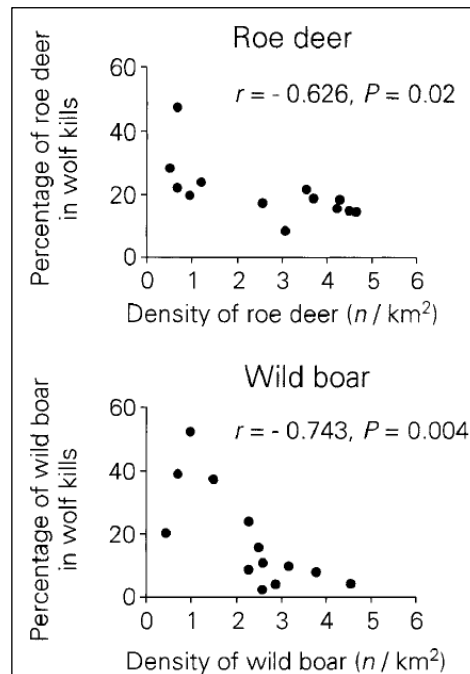 Roe deer
r = - 0.626, P = 0.02
Percentage of roe deer
in wolf kills
60
40
20
0
0 1 2 3 4 5 6
Density of roe deer (n / km²)
Wild boar
r = - 0.743, P = 0.004
Percentage of wild boar
in wolf kills
60
40
20
0
0 1 2 3 4 5 6
Density of wild boar (n / km²)